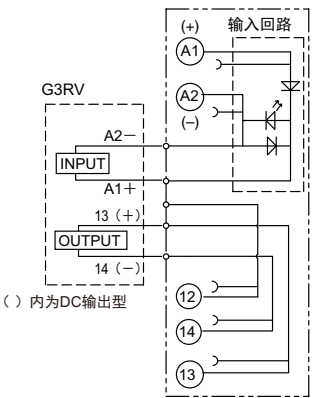 (+)
输入回路
A1
A2
(−)
G3RV
A2−
INPUT
A1+
13（+）
OUTPUT
14（−）
（ ）内为DC输出型
12
14
13